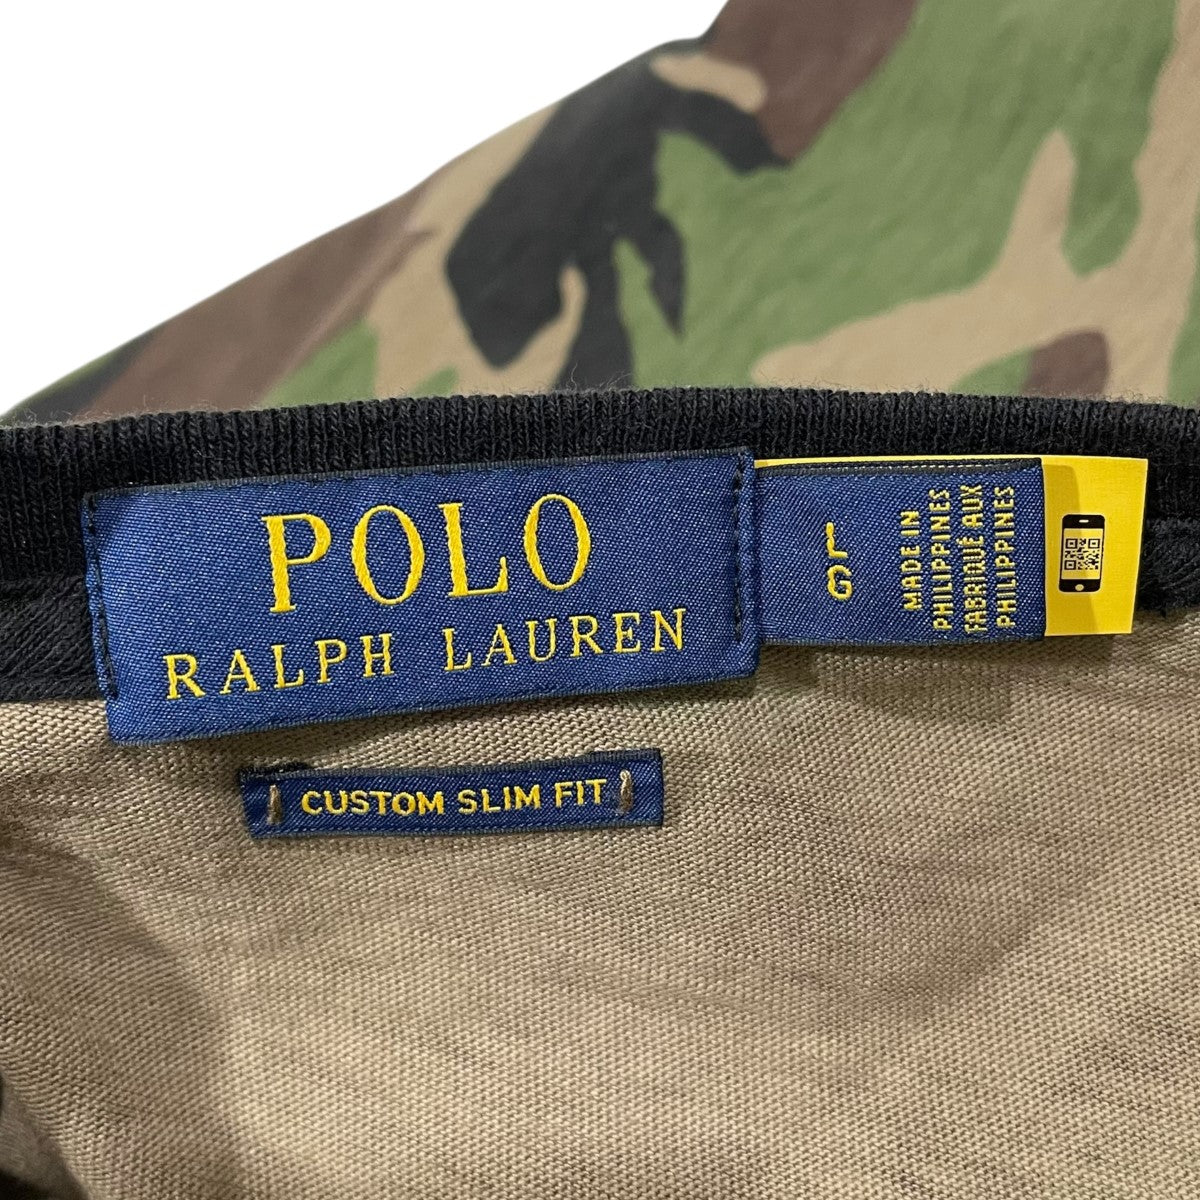 POLO
RALPH LAUREN
L/G
MADE IN
PHILIPPINES
FABRIQUÉ AUX
PHILIPPINES
CUSTOM SLIM FIT